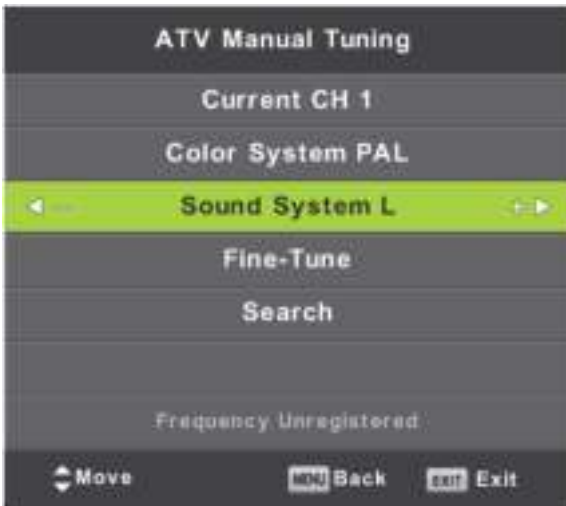 ATV Manual Tuning
Current CH 1
Color System PAL
Sound System L
Fine-Tune
Search
Frequency Unregistered
Move MENU Back EXIT Exit